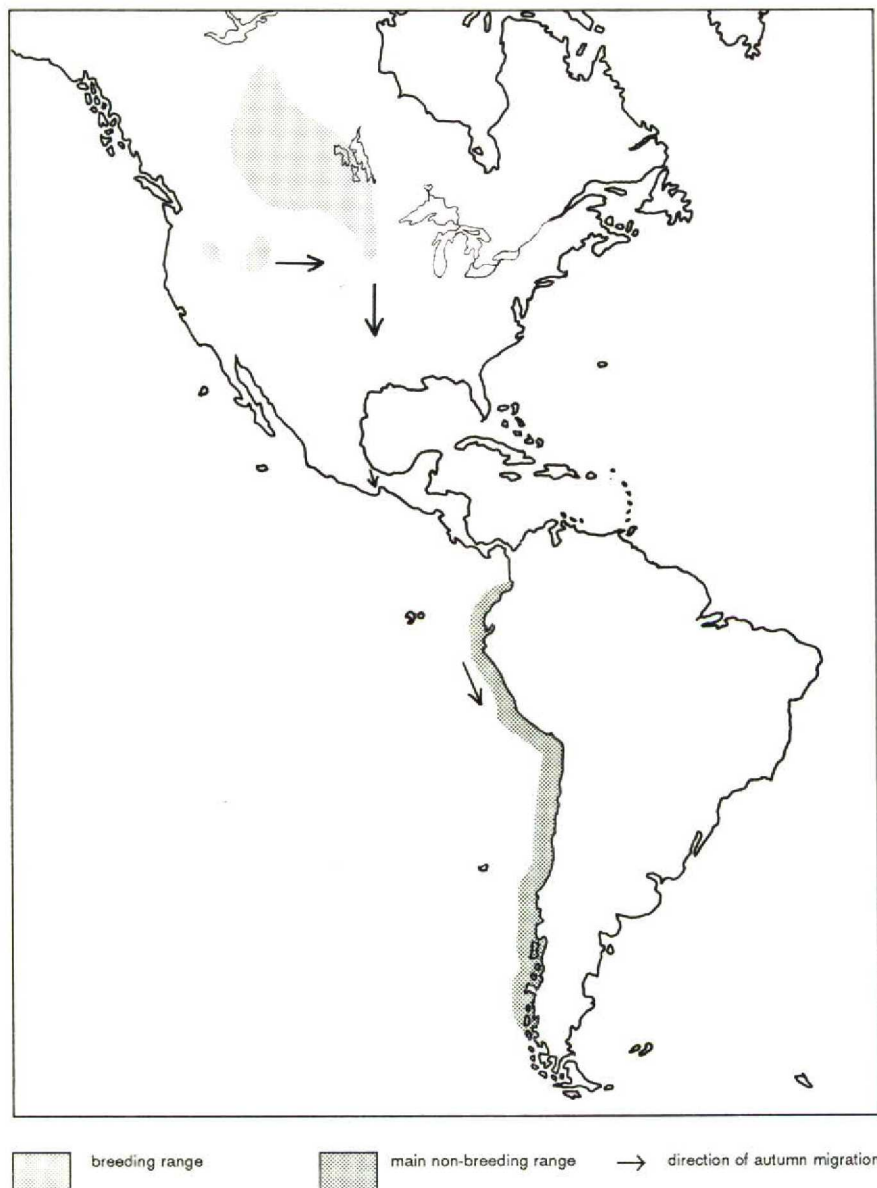 breeding range main non-breeding range → direction of autumn migration